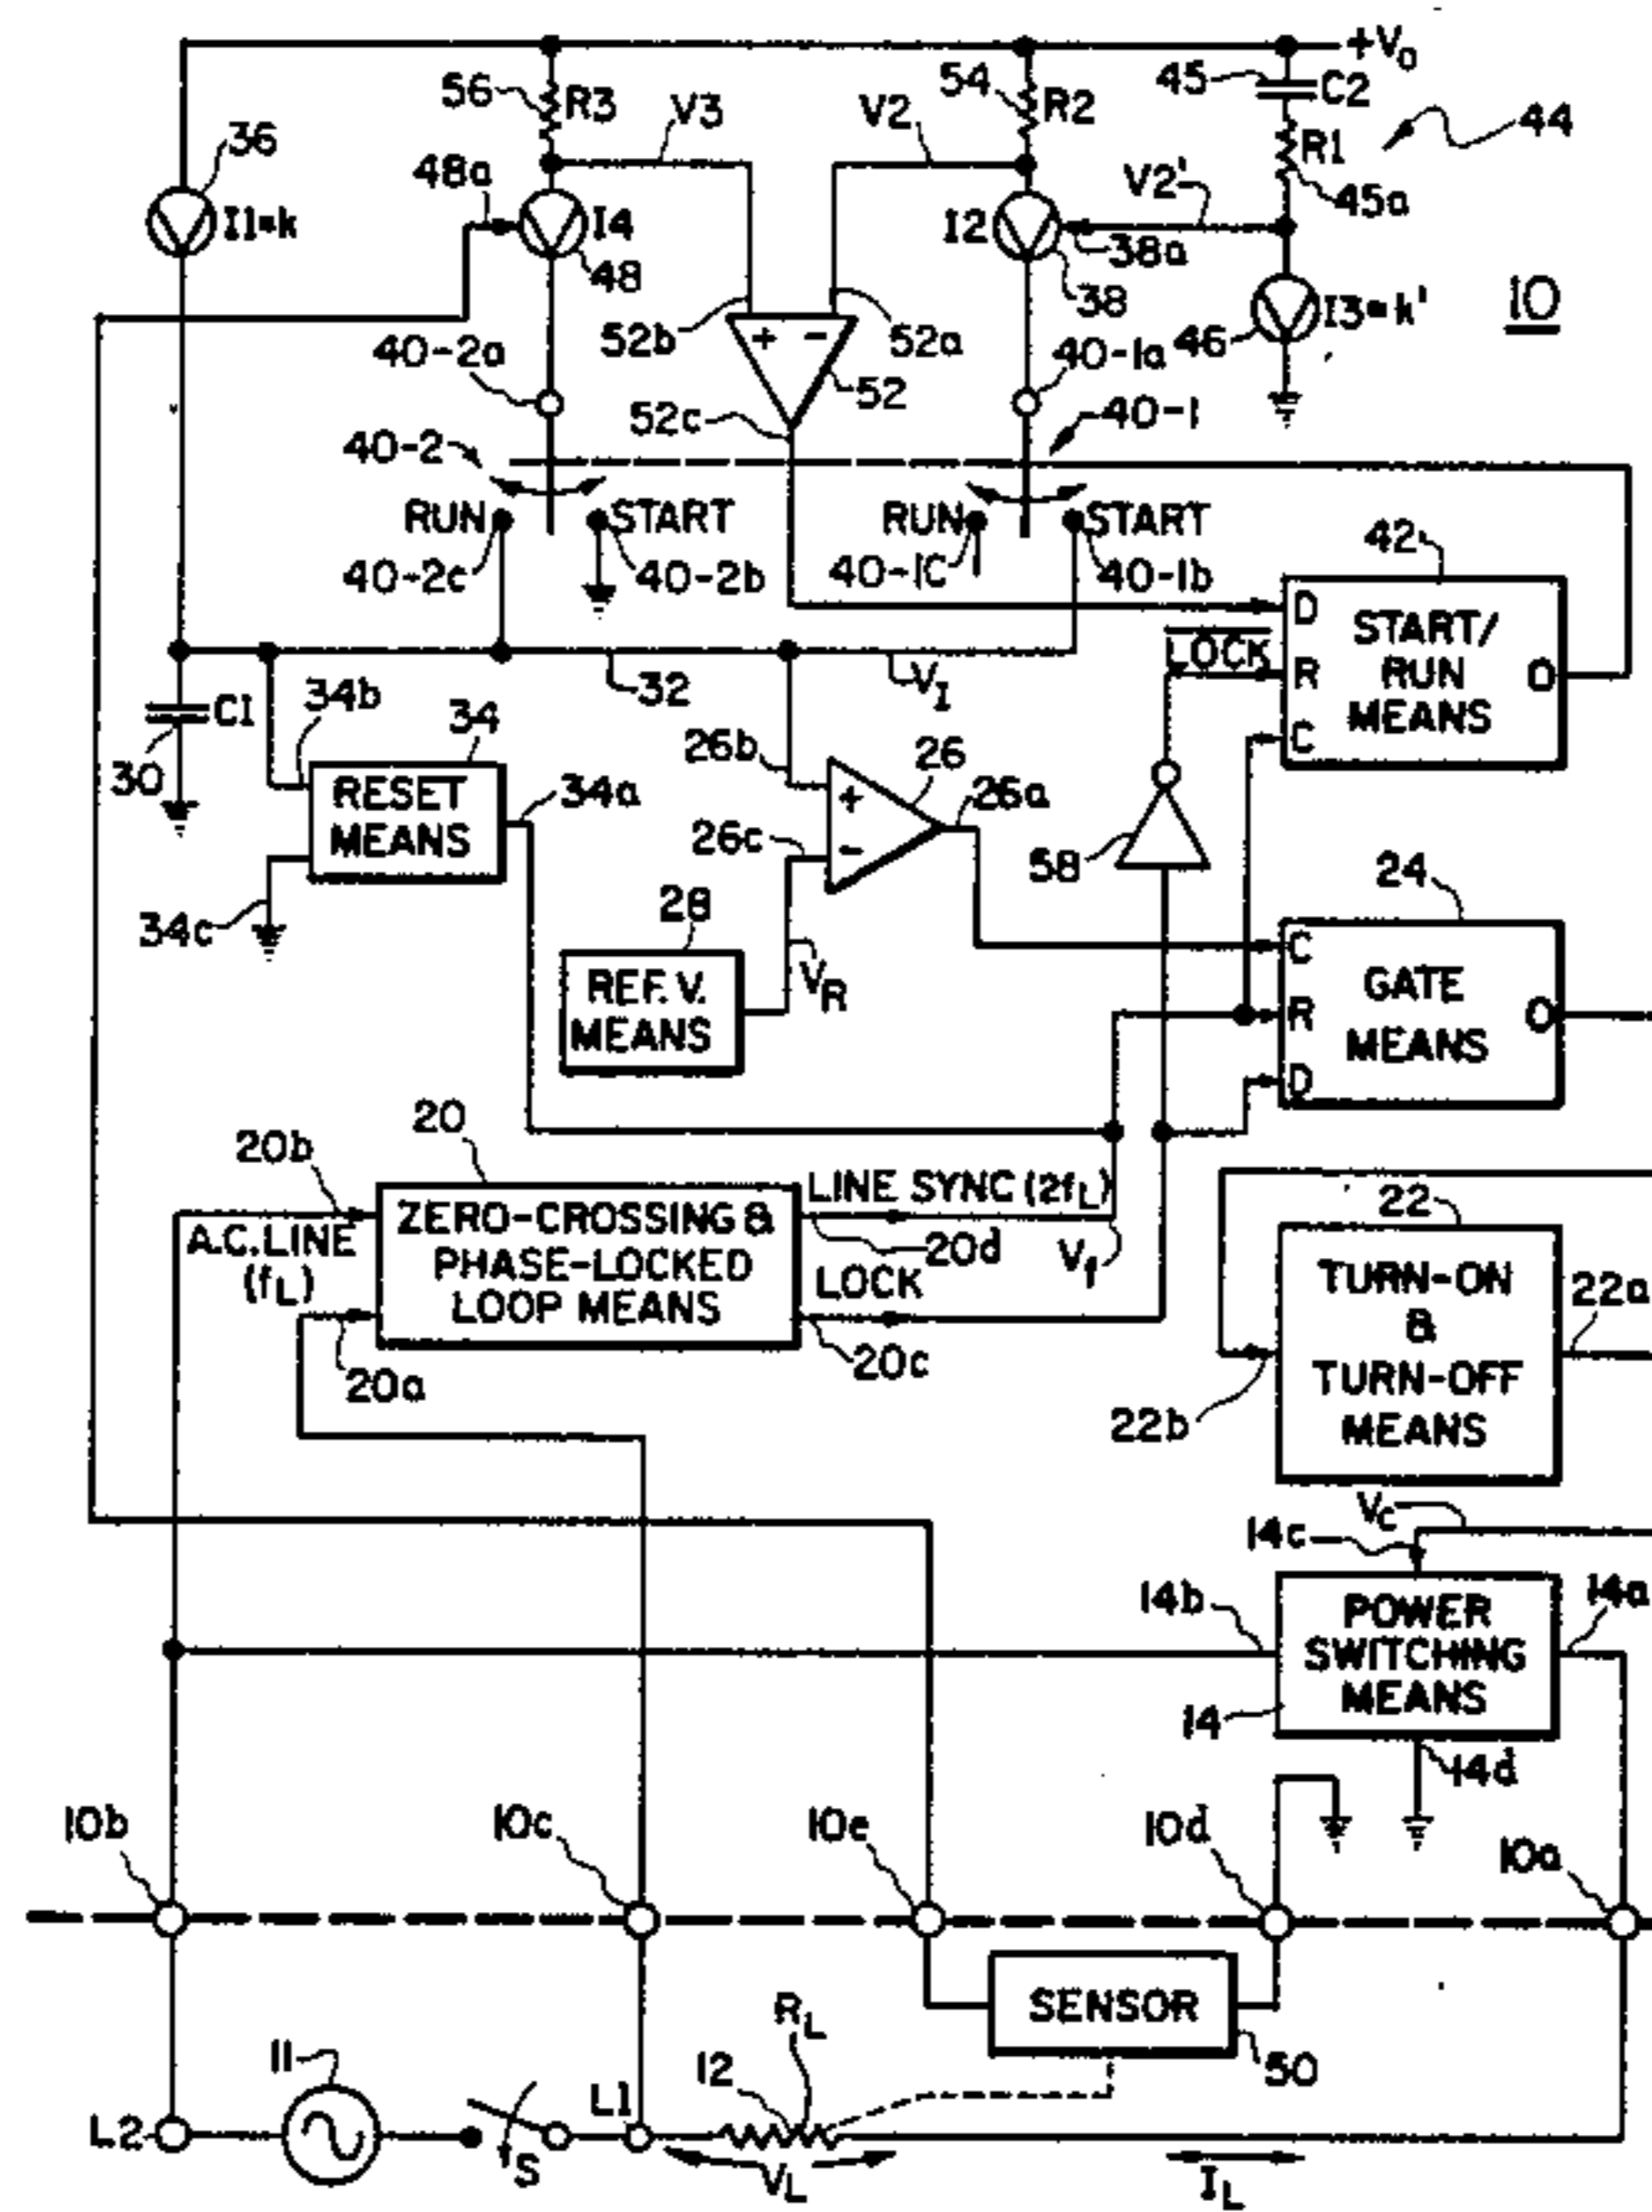 +Vo
56
R3
V3
V2
54
R2
45
C2
44
36
48a
R1
V2'
45a
I1=k
I4
I2
38a
48
38
I3=k'
10
52b
52a
40-2a
40-1a
46
52
52c
40-1
40-2
RUN
START
RUN
START
42
40-2c
40-2b
40-1C
40-1b
D
START/
LOCK
RUN
R
O
MEANS
C
C1
34b
34
32
VI
26b
26
30
RESET
MEANS
34a
+
26a
26c
-
58
24
34c
28
C
REF. V.
MEANS
VR
GATE
R
O
MEANS
D
20b
20
LINE SYNC (2fL)
22
A.C. LINE
(fL)
ZERO-CROSSING &
PHASE-LOCKED
LOOP MEANS
20d
Vf
LOCK
TURN-ON
&
TURN-OFF
MEANS
22a
20a
20c
22b
Vc
14c
14b
14a
POWER
SWITCHING
MEANS
14
14d
10b
10c
10e
10d
10a
SENSOR
RL
50
11
12
L1
L2
S
VL
IL